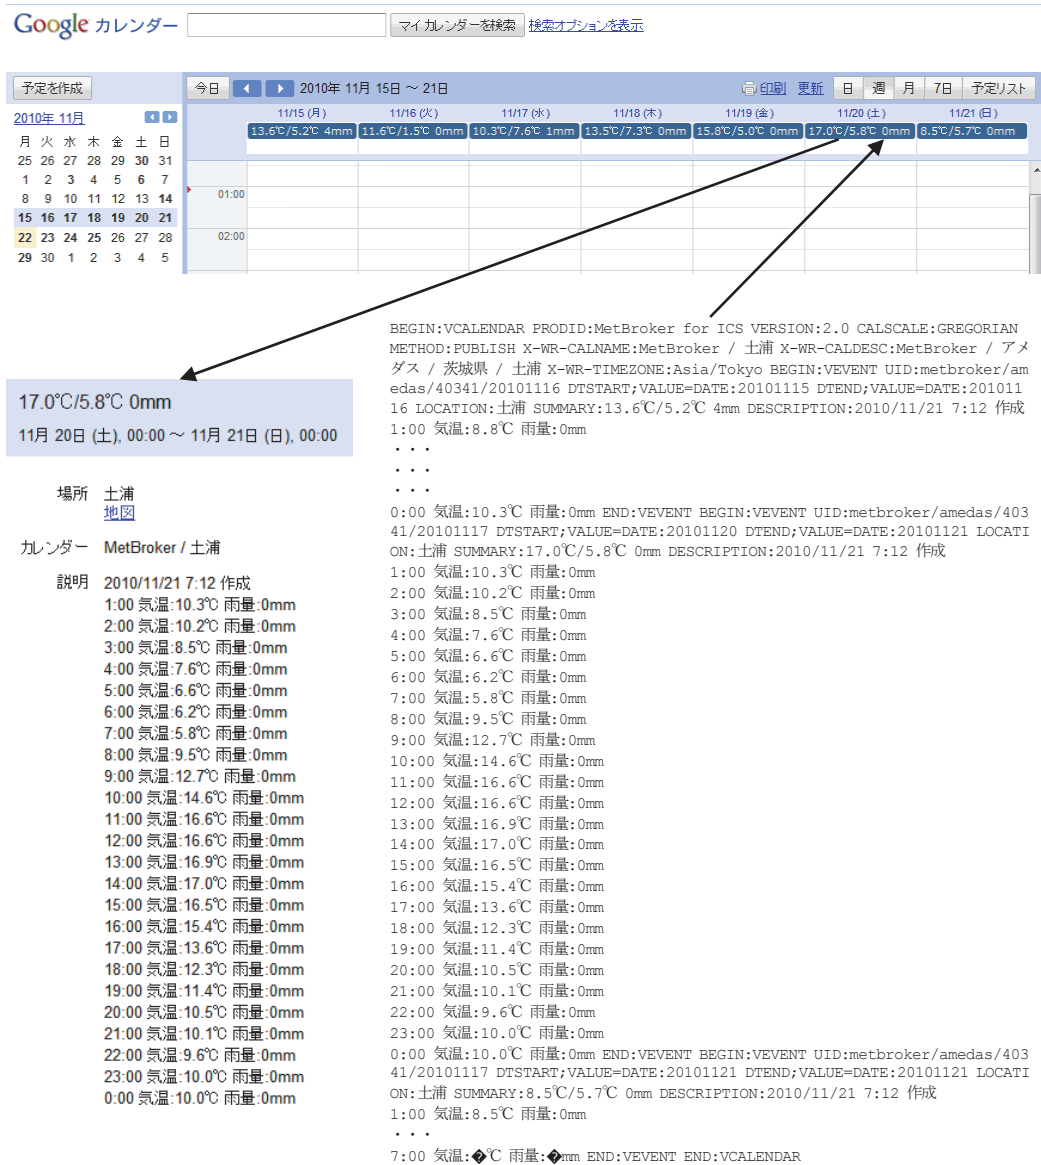 Google カレンダー マイ カレンダーを検索 検索オプションを表示
予定を作成 今日 2010年 11月 15日 ～ 21日 印刷 更新 日 週 月 7日 予定リスト
2010年 11月
月 火 水 木 金 土 日
25 26 27 28 29 30 31
1 2 3 4 5 6 7
8 9 10 11 12 13 14
15 16 17 18 19 20 21
22 23 24 25 26 27 28
29 30 1 2 3 4 5
11/15 (月) 11/16 (火) 11/17 (水) 11/18 (木) 11/19 (金) 11/20 (土) 11/21 (日)
13.6℃/5.2℃ 4mm 11.6℃/1.5℃ 0mm 10.3℃/7.6℃ 1mm 13.5℃/7.3℃ 0mm 15.8℃/5.0℃ 0mm 17.0℃/5.8℃ 0mm 8.5℃/5.7℃ 0mm
01:00
02:00
17.0℃/5.8℃ 0mm
11月 20日 (土), 00:00 ～ 11月 21日 (日), 00:00
場所 土浦
地図
カレンダー MetBroker / 土浦
説明 2010/11/21 7:12 作成
1:00 気温:10.3℃ 雨量:0mm
2:00 気温:10.2℃ 雨量:0mm
3:00 気温:8.5℃ 雨量:0mm
4:00 気温:7.6℃ 雨量:0mm
5:00 気温:6.6℃ 雨量:0mm
6:00 気温:6.2℃ 雨量:0mm
7:00 気温:5.8℃ 雨量:0mm
8:00 気温:9.5℃ 雨量:0mm
9:00 気温:12.7℃ 雨量:0mm
10:00 気温:14.6℃ 雨量:0mm
11:00 気温:16.6℃ 雨量:0mm
12:00 気温:16.6℃ 雨量:0mm
13:00 気温:16.9℃ 雨量:0mm
14:00 気温:17.0℃ 雨量:0mm
15:00 気温:16.5℃ 雨量:0mm
16:00 気温:15.4℃ 雨量:0mm
17:00 気温:13.6℃ 雨量:0mm
18:00 気温:12.3℃ 雨量:0mm
19:00 気温:11.4℃ 雨量:0mm
20:00 気温:10.5℃ 雨量:0mm
21:00 気温:10.1℃ 雨量:0mm
22:00 気温:9.6℃ 雨量:0mm
23:00 気温:10.0℃ 雨量:0mm
0:00 気温:10.0℃ 雨量:0mm
BEGIN:VCALENDAR PRODID:MetBroker for ICS VERSION:2.0 CALSCALE:GREGORIAN
METHOD:PUBLISH X-WR-CALNAME:MetBroker / 土浦 X-WR-CALDESC:MetBroker / アメ
ダス / 茨城県 / 土浦 X-WR-TIMEZONE:Asia/Tokyo BEGIN:VEVENT UID:metbroker/am
edas/40341/20101116 DTSTART;VALUE=DATE:20101115 DTEND;VALUE=DATE:201011
16 LOCATION:土浦 SUMMARY:13.6℃/5.2℃ 4mm DESCRIPTION:2010/11/21 7:12 作成
1:00 気温:8.8℃ 雨量:0mm
・・・
・・・
・・・
0:00 気温:10.3℃ 雨量:0mm END:VEVENT BEGIN:VEVENT UID:metbroker/amedas/403
41/20101117 DTSTART;VALUE=DATE:20101120 DTEND;VALUE=DATE:20101121 LOCATI
ON:土浦 SUMMARY:17.0℃/5.8℃ 0mm DESCRIPTION:2010/11/21 7:12 作成
1:00 気温:10.3℃ 雨量:0mm
2:00 気温:10.2℃ 雨量:0mm
3:00 気温:8.5℃ 雨量:0mm
4:00 気温:7.6℃ 雨量:0mm
5:00 気温:6.6℃ 雨量:0mm
6:00 気温:6.2℃ 雨量:0mm
7:00 気温:5.8℃ 雨量:0mm
8:00 気温:9.5℃ 雨量:0mm
9:00 気温:12.7℃ 雨量:0mm
10:00 気温:14.6℃ 雨量:0mm
11:00 気温:16.6℃ 雨量:0mm
12:00 気温:16.6℃ 雨量:0mm
13:00 気温:16.9℃ 雨量:0mm
14:00 気温:17.0℃ 雨量:0mm
15:00 気温:16.5℃ 雨量:0mm
16:00 気温:15.4℃ 雨量:0mm
17:00 気温:13.6℃ 雨量:0mm
18:00 気温:12.3℃ 雨量:0mm
19:00 気温:11.4℃ 雨量:0mm
20:00 気温:10.5℃ 雨量:0mm
21:00 気温:10.1℃ 雨量:0mm
22:00 気温:9.6℃ 雨量:0mm
23:00 気温:10.0℃ 雨量:0mm
0:00 気温:10.0℃ 雨量:0mm END:VEVENT BEGIN:VEVENT UID:metbroker/amedas/403
41/20101117 DTSTART;VALUE=DATE:20101121 DTEND;VALUE=DATE:20101121 LOCATI
ON:土浦 SUMMARY:8.5℃/5.7℃ 0mm DESCRIPTION:2010/11/21 7:12 作成
1:00 気温:8.5℃ 雨量:0mm
・・・
7:00 気温:�℃ 雨量:�mm END:VEVENT END:VCALENDAR